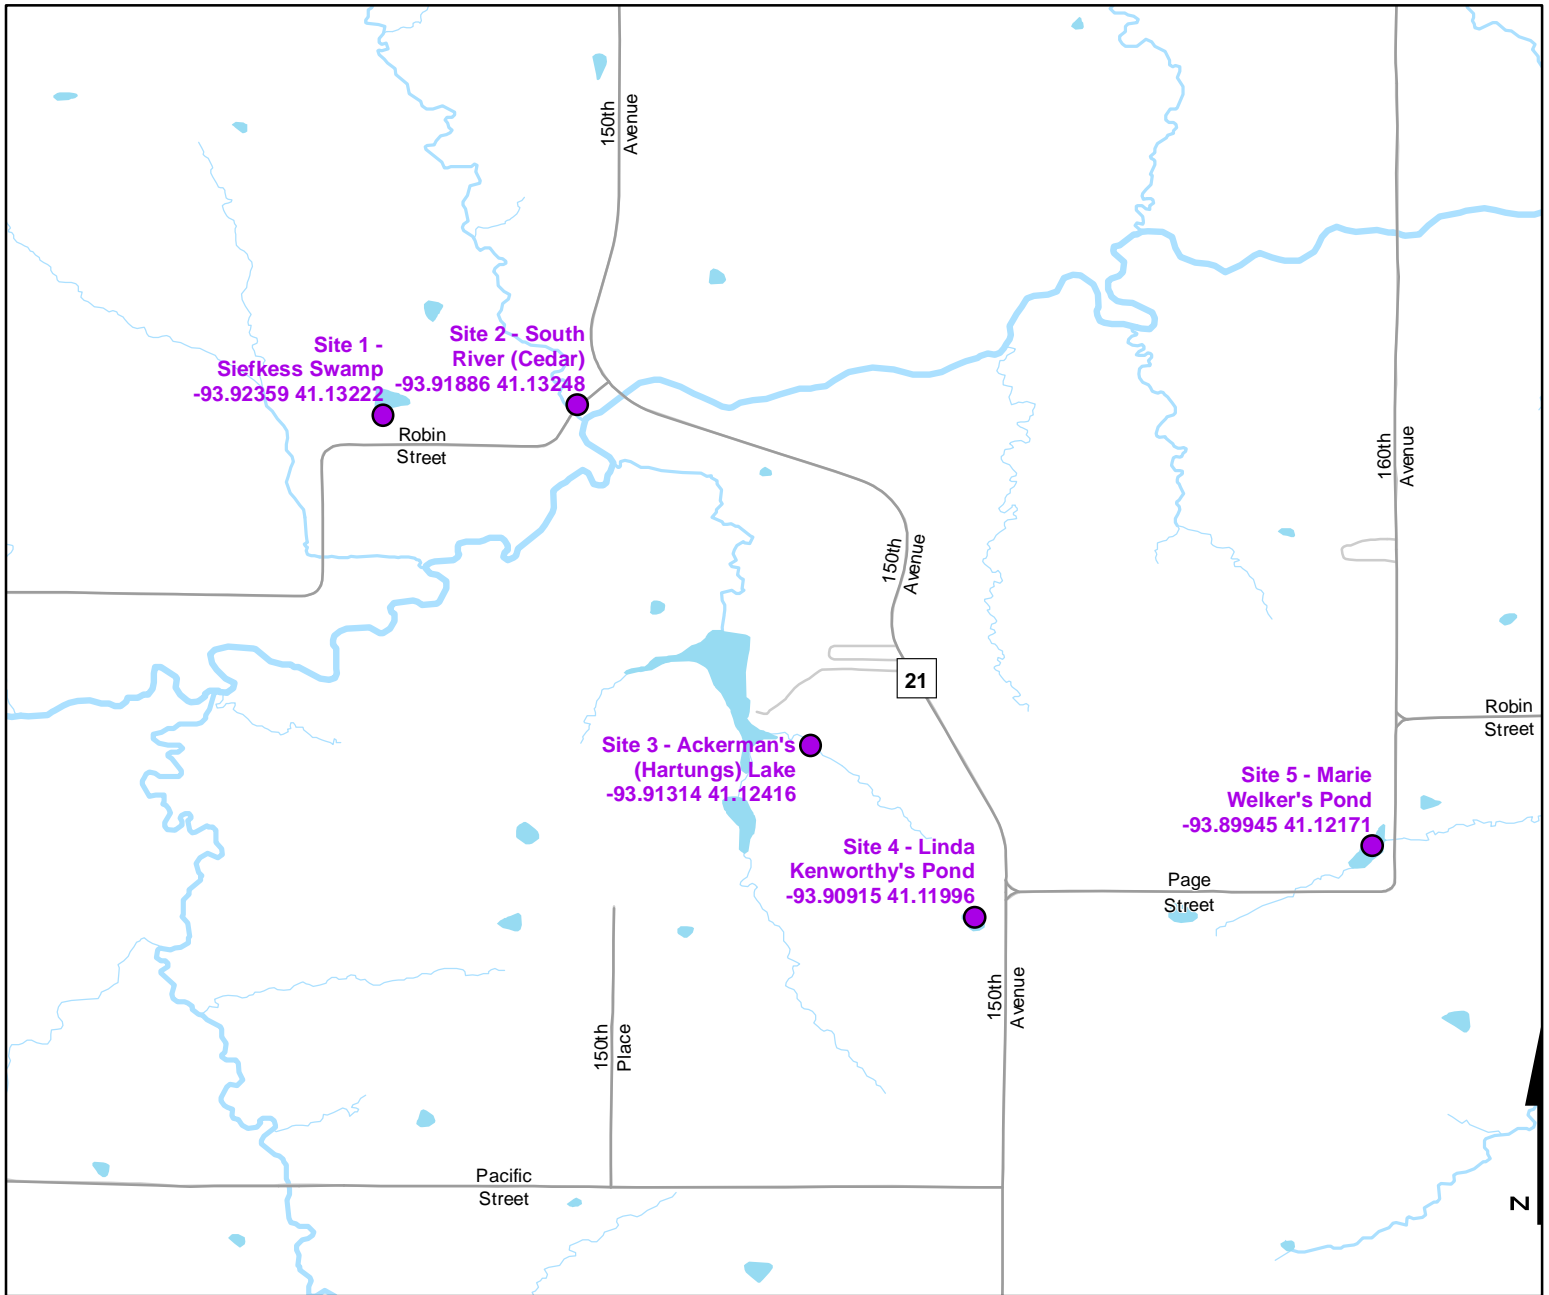 150th
Avenue
Site 1 -
Siefkess Swamp
-93.92359 41.13222
Site 2 - South
River (Cedar)
-93.91886 41.13248
Robin
Street
160th
Avenue
150th
Avenue
21
Robin
Street
Site 3 - Ackerman's
(Hartungs) Lake
-93.91314 41.12416
Site 5 - Marie
Welker's Pond
-93.89945 41.12171
Site 4 - Linda
Kenworthy's Pond
-93.90915 41.11996
Page
Street
150th
Avenue
150th
Place
Pacific
Street
N